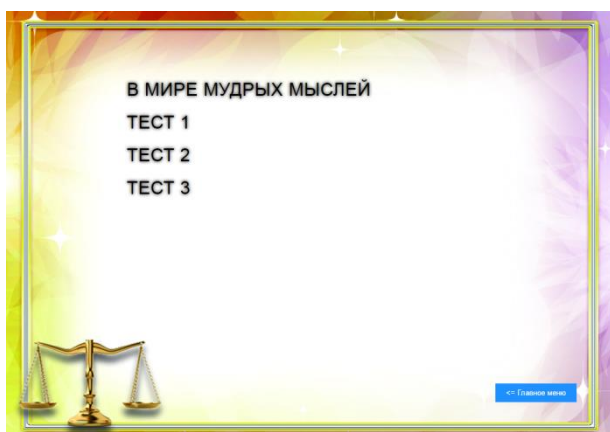 В МИРЕ МУДРЫХ МЫСЛЕЙ
ТЕСТ 1
ТЕСТ 2
ТЕСТ 3
<= Главное меню